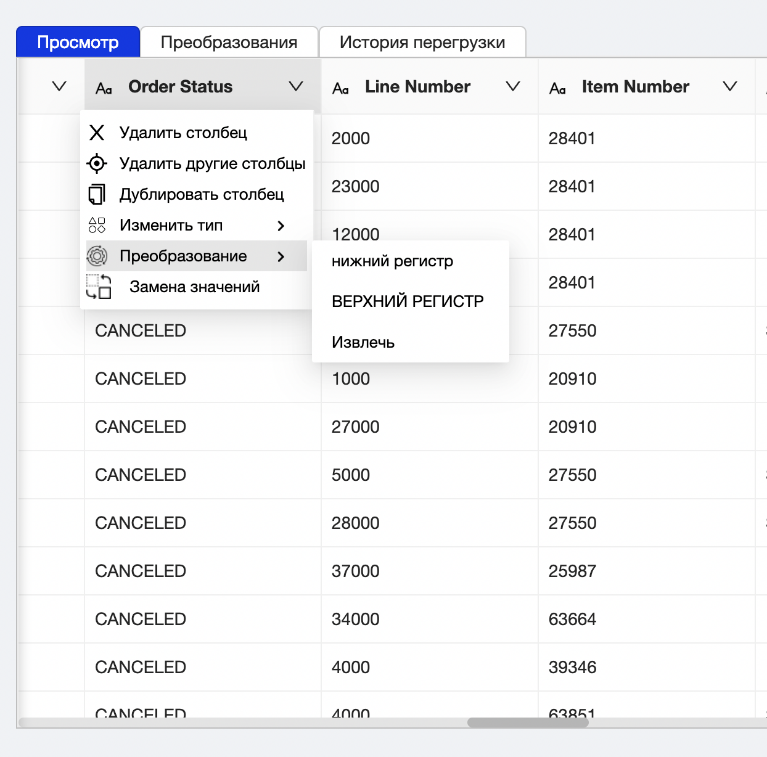 Просмотр Преобразования История перегрузки
Aa Order Status Aa Line Number Aa Item Number
Удалить столбец 2000 28401
Удалить другие столбцы 23000 28401
Дублировать столбец
Изменить тип 12000 28401
Преобразование нижний регистр
Замена значений 28401
ВЕРХНИЙ РЕГИСТР
CANCELED 27550
Извлечь
CANCELED 1000 20910
CANCELED 27000 20910
CANCELED 5000 27550
CANCELED 28000 27550
CANCELED 37000 25987
CANCELED 34000 63664
CANCELED 4000 39346
CANCELED 4000 63851